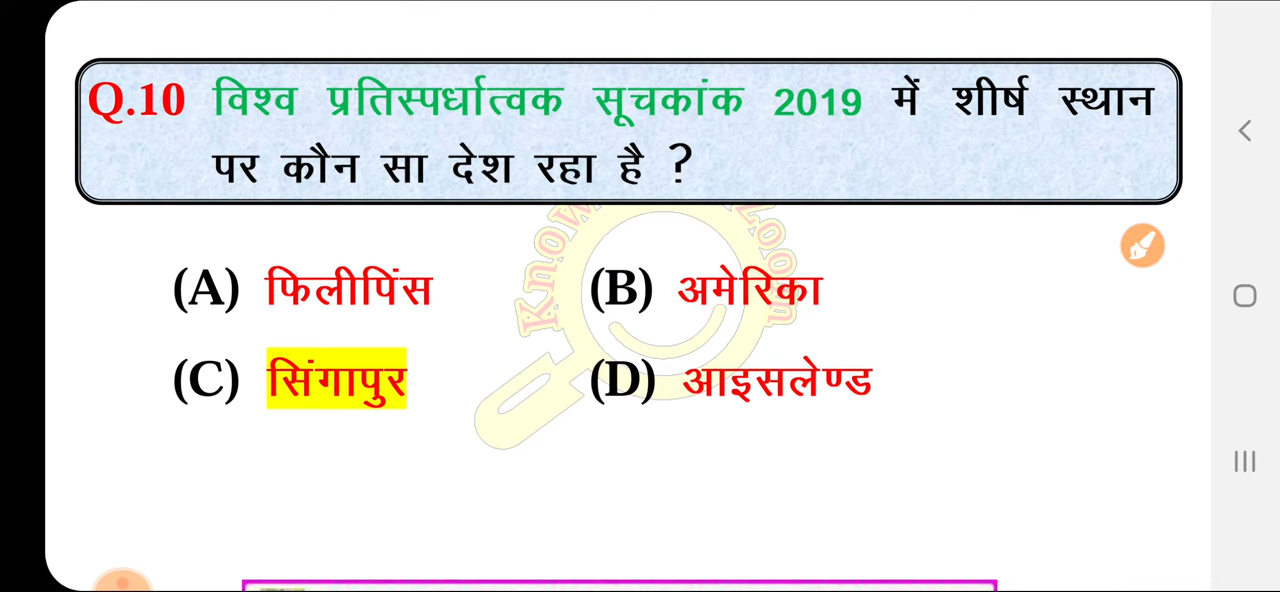 Q.10 विश्व प्रतिस्पर्धात्वक सूचकांक 2019 में शीर्ष स्थान
पर कौन सा देश रहा है ?
(A) फिलीपिंस (B) अमेरिका
(C) सिंगापुर (D) आइसलेण्ड